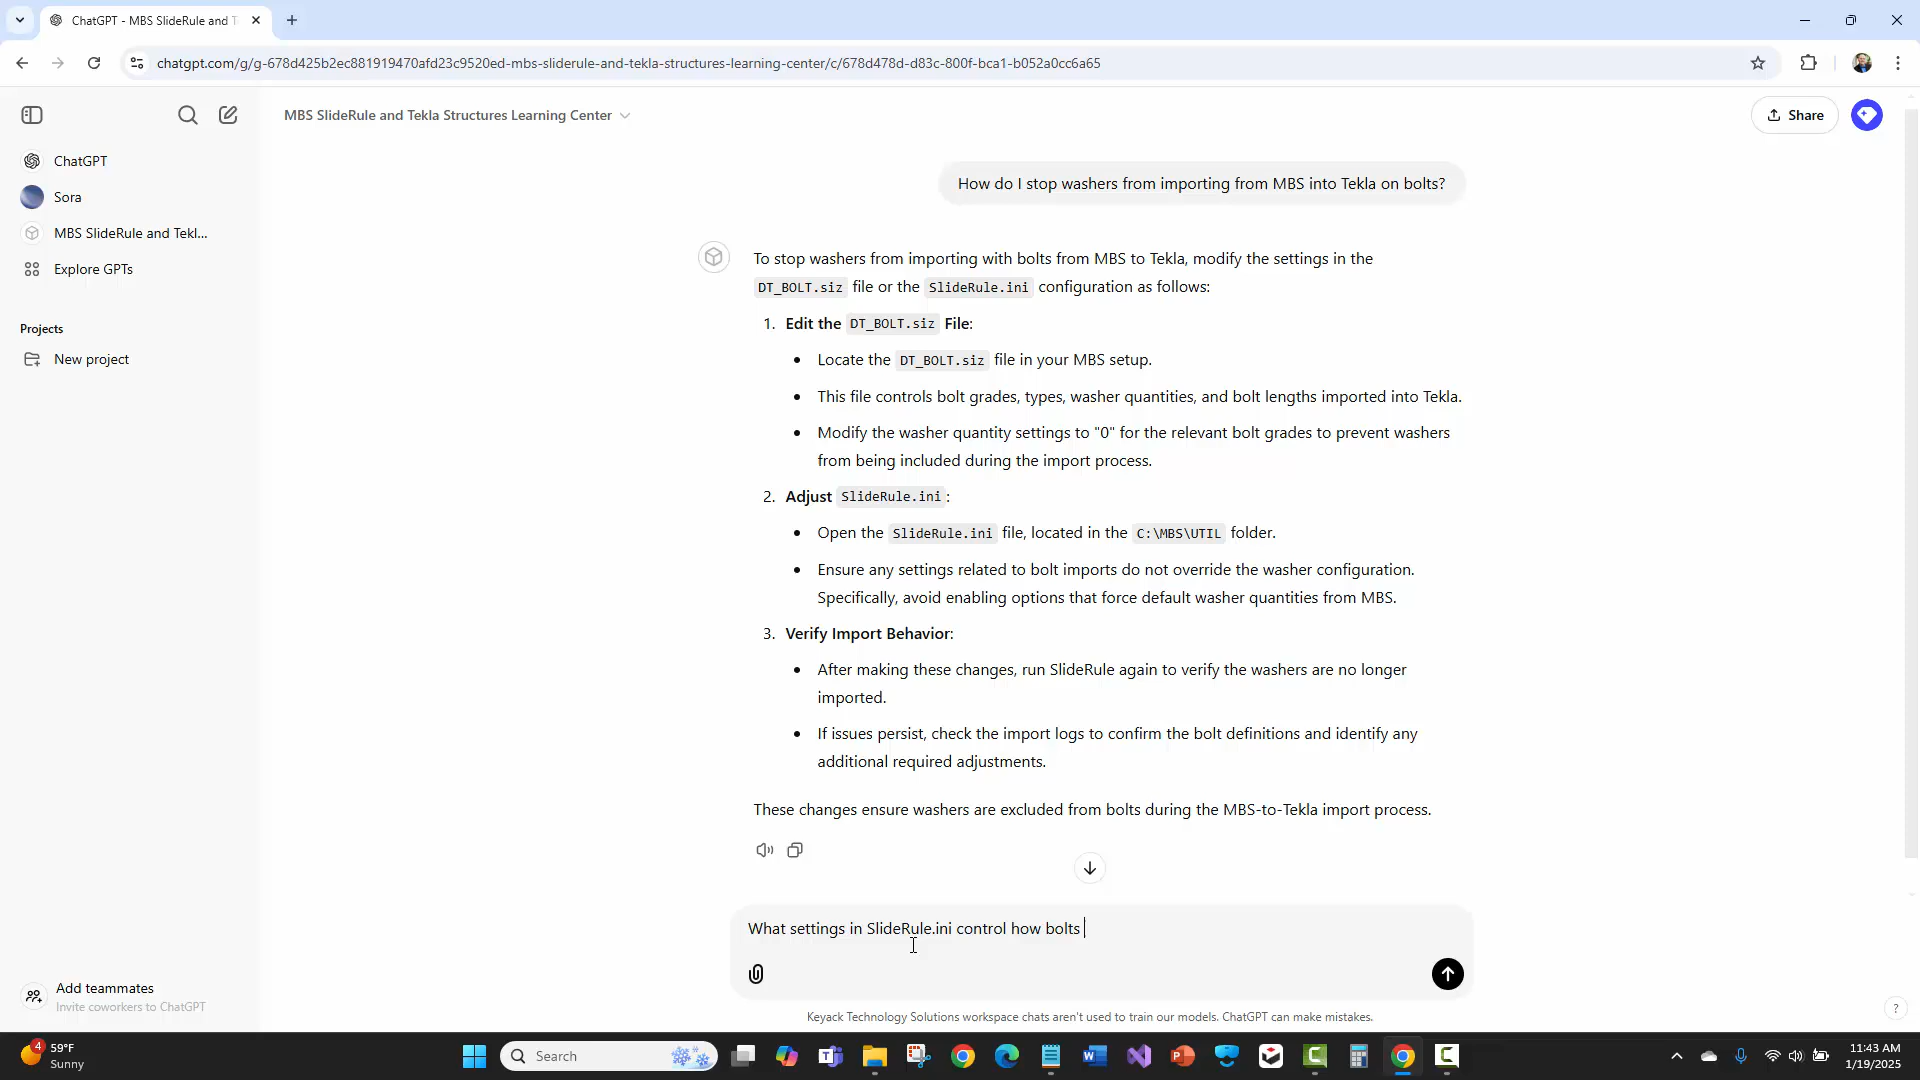 ChatGPT - MBS SlideRule and T
chatgpt.com/g/g-678d425b2ec881919470afd23c9520ed-mbs-sliderule-and-tekla-structures-learning-center/c/678d478d-d83c-800f-bca1-b052a0cc6a65
MBS SlideRule and Tekla Structures Learning Center
Share
ChatGPT
Sora
MBS SlideRule and Tekl...
Explore GPTs
Projects
New project
How do I stop washers from importing from MBS into Tekla on bolts?
To stop washers from importing with bolts from MBS to Tekla, modify the settings in the
DT_BOLT.siz file or the SlideRule.ini configuration as follows:
1. Edit the DT_BOLT.siz File:
• Locate the DT_BOLT.siz file in your MBS setup.
• This file controls bolt grades, types, washer quantities, and bolt lengths imported into Tekla.
• Modify the washer quantity settings to "0" for the relevant bolt grades to prevent washers
from being included during the import process.
2. Adjust SlideRule.ini:
• Open the SlideRule.ini file, located in the C:\MBS\UTIL folder.
• Ensure any settings related to bolt imports do not override the washer configuration.
Specifically, avoid enabling options that force default washer quantities from MBS.
3. Verify Import Behavior:
• After making these changes, run SlideRule again to verify the washers are no longer
imported.
• If issues persist, check the import logs to confirm the bolt definitions and identify any
additional required adjustments.
These changes ensure washers are excluded from bolts during the MBS-to-Tekla import process.
What settings in SlideRule.ini control how bolts
Add teammates
Invite coworkers to ChatGPT
Keyack Technology Solutions workspace chats aren't used to train our models. ChatGPT can make mistakes.
?
4
59°F
Sunny
Search
11:43 AM
1/19/2025